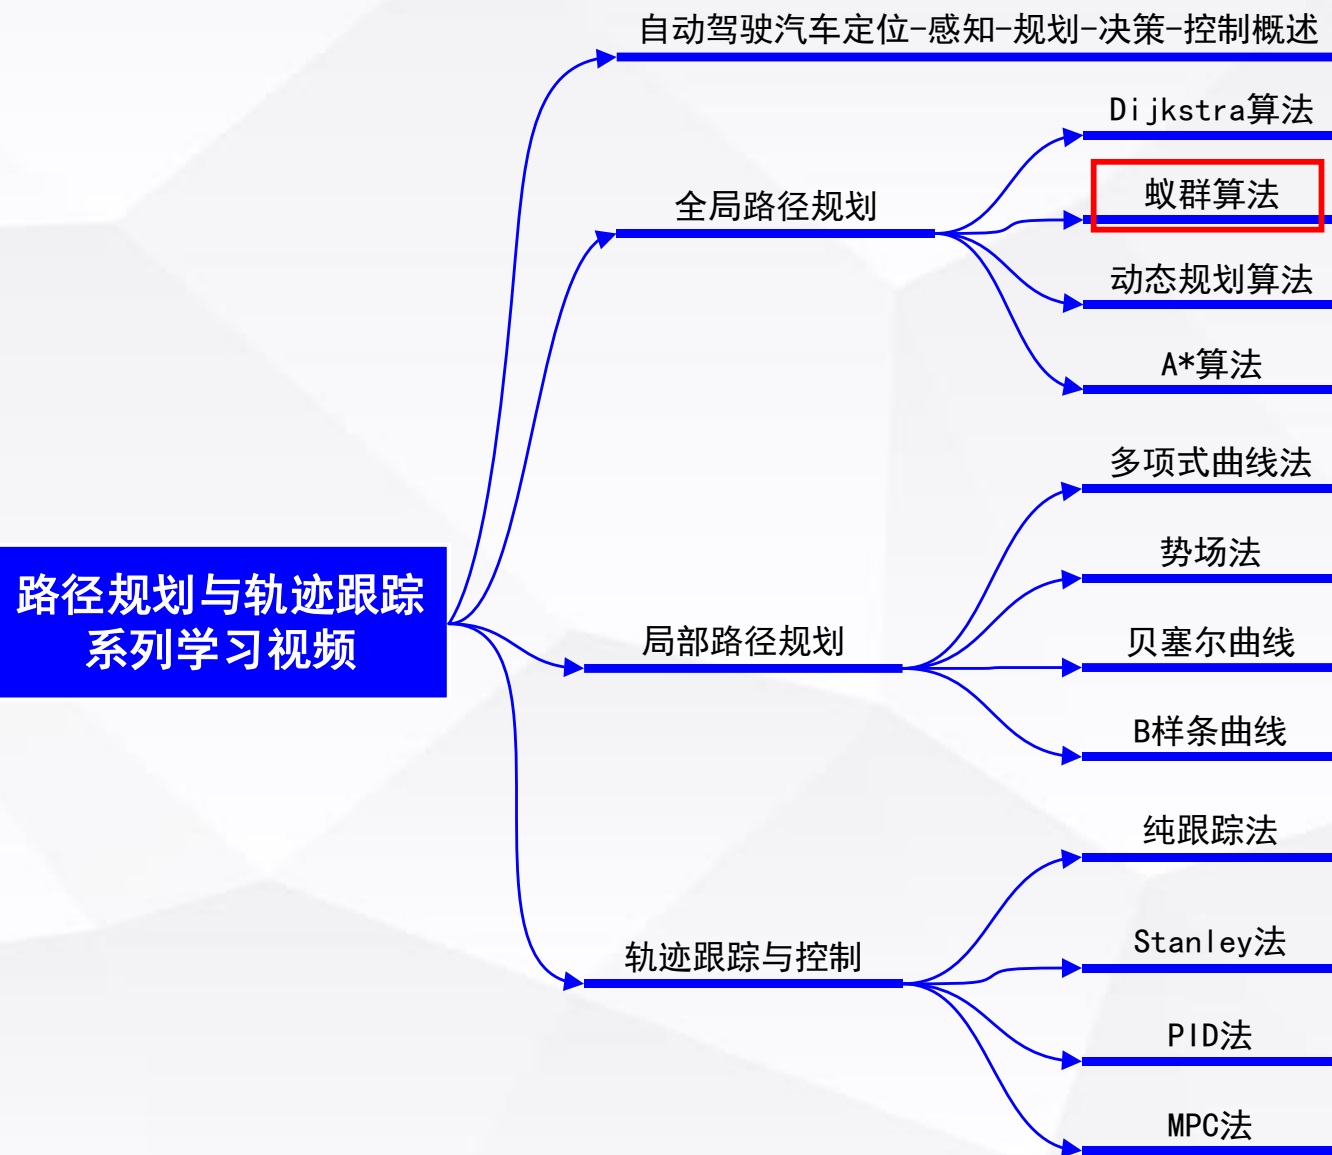 自动驾驶汽车定位-感知-规划-决策-控制概述
全局路径规划
Dijkstra算法
蚁群算法
动态规划算法
A*算法
路径规划与轨迹跟踪
系列学习视频
局部路径规划
多项式曲线法
势场法
贝塞尔曲线
B样条曲线
轨迹跟踪与控制
纯跟踪法
Stanley法
PID法
MPC法